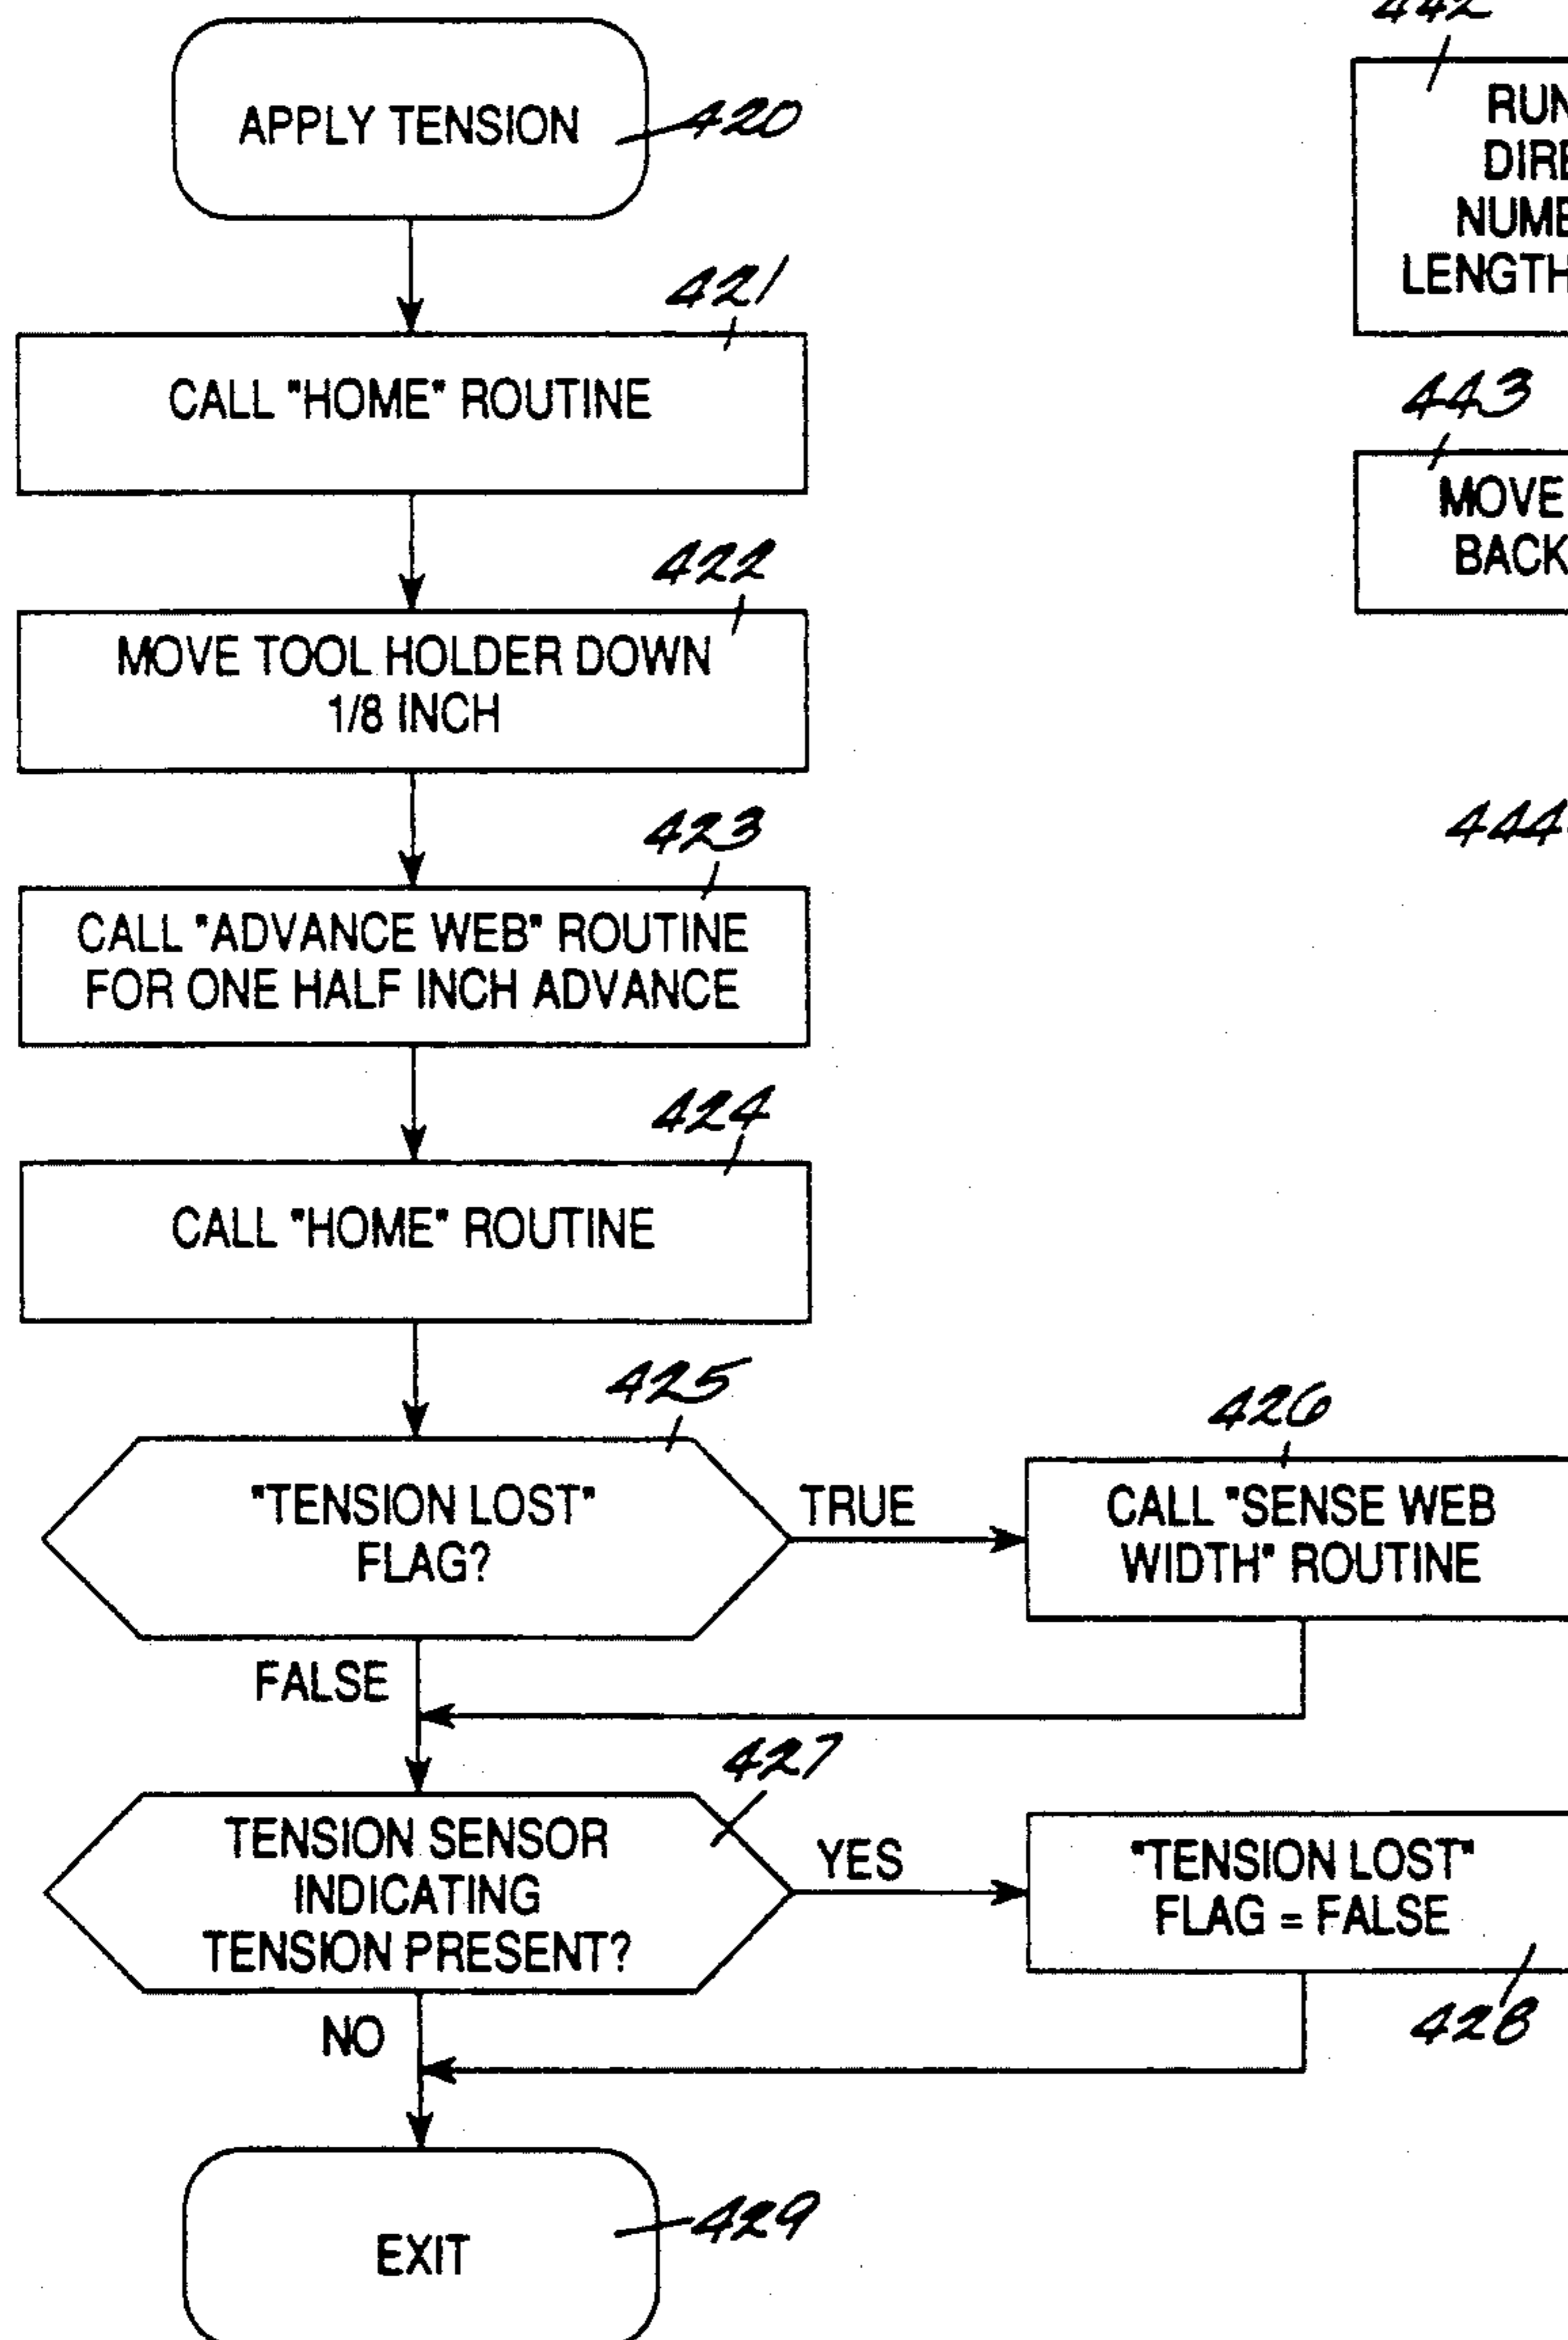 APPLY TENSION
420
421
CALL "HOME" ROUTINE
422
MOVE TOOL HOLDER DOWN
1/8 INCH
423
CALL "ADVANCE WEB" ROUTINE
FOR ONE HALF INCH ADVANCE
424
CALL "HOME" ROUTINE
425
"TENSION LOST"
FLAG?
TRUE
FALSE
426
CALL "SENSE WEB
WIDTH" ROUTINE
427
TENSION SENSOR
INDICATING
TENSION PRESENT?
YES
NO
"TENSION LOST"
FLAG = FALSE
428
EXIT
429
442
RUN
LENGTH
443
MOVE
BACK
444